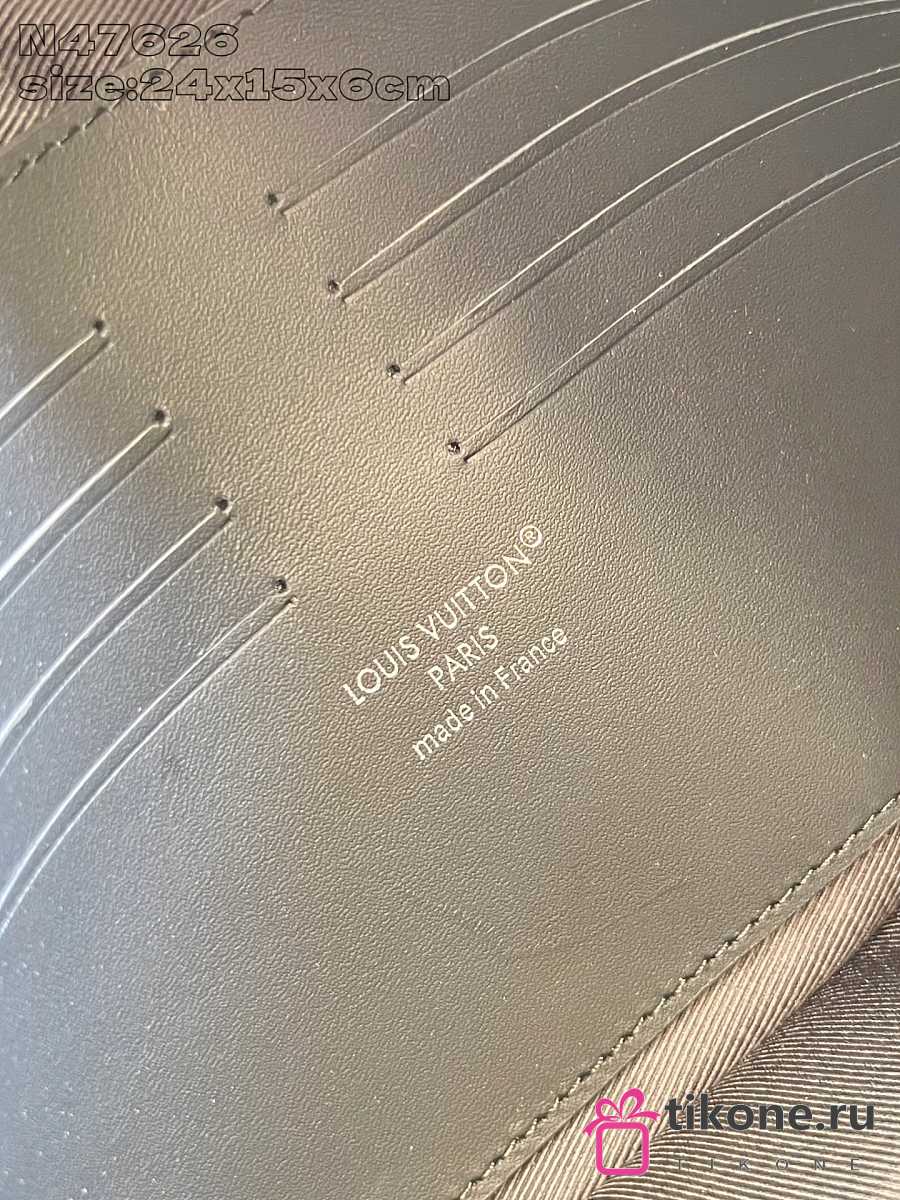 N47626
size:24x15x6cm
LOUIS VUITTON®
PARIS
made in France
tikone.ru
TIKONE